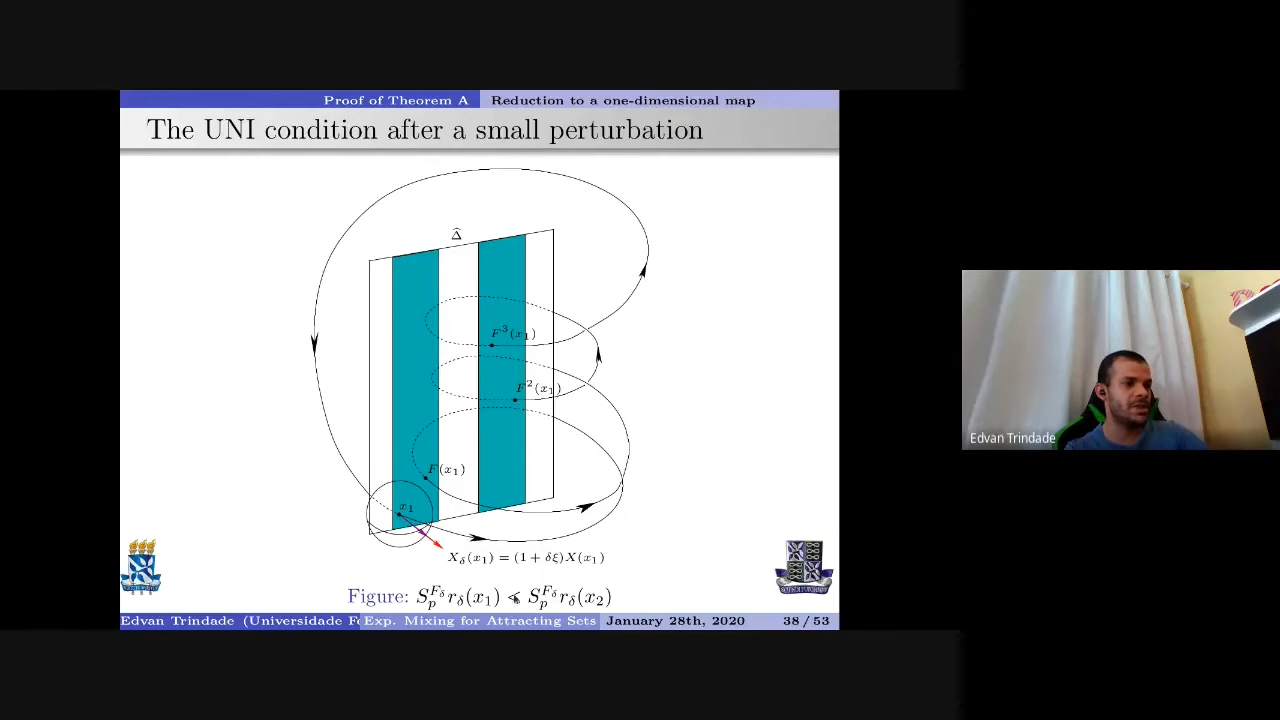 Proof of Theorem A Reduction to a one-dimensional map
The UNI condition after a small perturbation
Δ̂
F³(x₁)
F²(x₁)
F(x₁)
x₁
X_δ(x₁) = (1 + δξ)X(x₁)
Edvan Trindade
Figure: S_p^{F_δ} r_δ(x₁) < S_p^{F_δ} r_δ(x₂)
Edvan Trindade (Universidade Fe Exp. Mixing for Attracting Sets January 28th, 2020 38 / 53